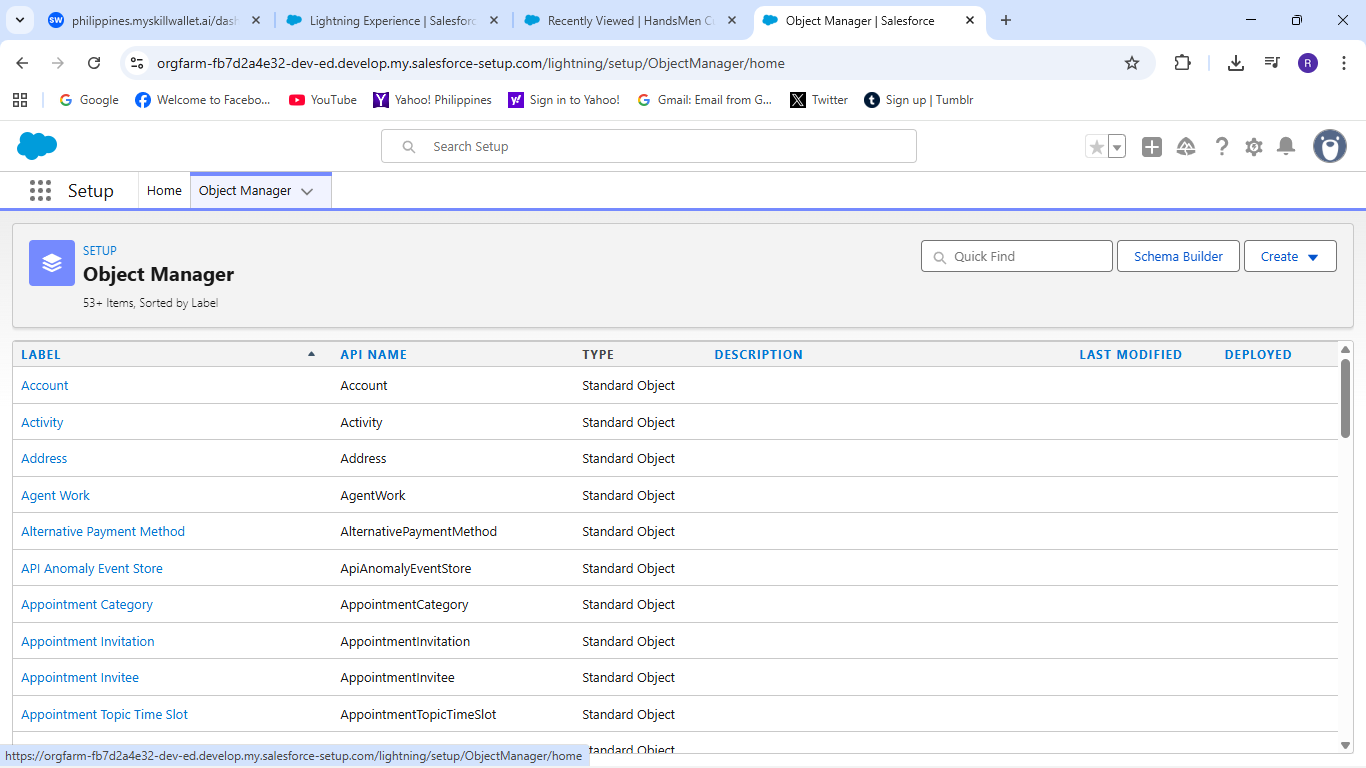 SW philippines.myskillwallet.ai/dash
Lightning Experience | Salesforc
Recently Viewed | HandsMen Cu
Object Manager | Salesforce
orgfarm-fb7d2a4e32-dev-ed.develop.my.salesforce-setup.com/lightning/setup/ObjectManager/home
R
Google
Welcome to Facebo...
YouTube
Yahoo! Philippines
Sign in to Yahoo!
Gmail: Email from G...
Twitter
Sign up | Tumblr
Search Setup
Setup
Home
Object Manager
SETUP
Object Manager
53+ Items, Sorted by Label
Quick Find
Schema Builder
Create
LABEL API NAME TYPE DESCRIPTION LAST MODIFIED DEPLOYED
Account Account Standard Object
Activity Activity Standard Object
Address Address Standard Object
Agent Work AgentWork Standard Object
Alternative Payment Method AlternativePaymentMethod Standard Object
API Anomaly Event Store ApiAnomalyEventStore Standard Object
Appointment Category AppointmentCategory Standard Object
Appointment Invitation AppointmentInvitation Standard Object
Appointment Invitee AppointmentInvitee Standard Object
Appointment Topic Time Slot AppointmentTopicTimeSlot Standard Object
Standard Object
https://orgfarm-fb7d2a4e32-dev-ed.develop.my.salesforce-setup.com/lightning/setup/ObjectManager/home